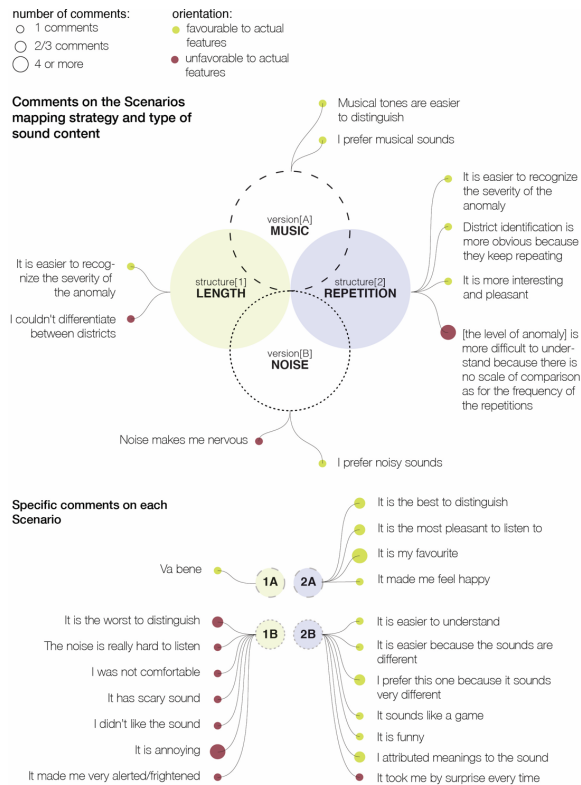 number of comments:
1 comments
2/3 comments
4 or more
orientation:
favourable to actual
features
unfavorable to actual
features
Comments on the Scenarios
mapping strategy and type of
sound content
Musical tones are easier
to distinguish
I prefer musical sounds
version[A]
MUSIC
structure[1]
LENGTH
structure[2]
REPETITION
version[B]
NOISE
It is easier to recog-
nize the severity of
the anomaly
I couldn't differentiate
between districts
It is easier to recognize
the severity of the
anomaly
District identification is
more obvious because
they keep repeating
It is more interesting
and pleasant
[the level of anomaly] is
more difficult to under-
stand because there is
no scale of comparison
as for the frequency of
the repetitions
Noise makes me nervous
I prefer noisy sounds
Specific comments on each
Scenario
Va bene
1A
2A
It is the best to distinguish
It is the most pleasant to listen to
It is my favourite
It made me feel happy
1B
2B
It is the worst to distinguish
The noise is really hard to listen
I was not comfortable
It has scary sound
I didn't like the sound
It is annoying
It made me very alerted/frightened
It is easier to understand
It is easier because the sounds are
different
I prefer this one because it sounds
very different
It sounds like a game
It is funny
I attributed meanings to the sound
It took me by surprise every time